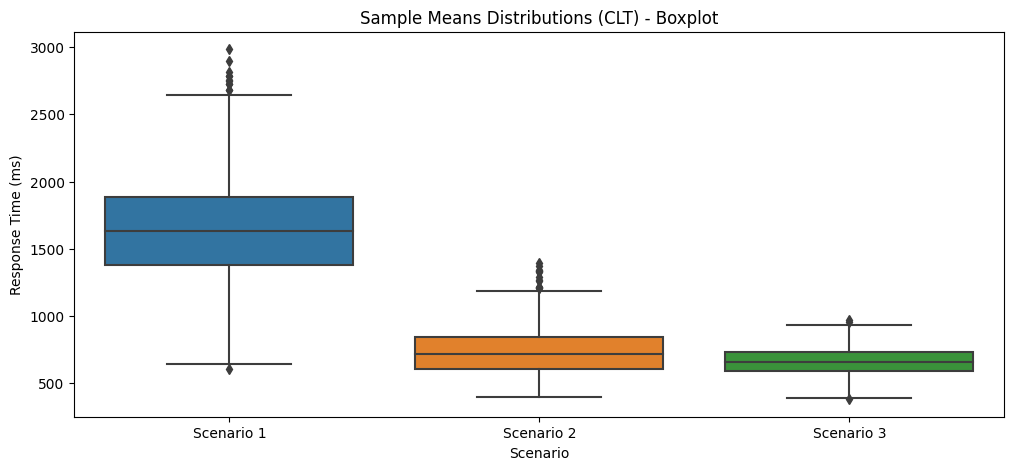 Sample Means Distributions (CLT) - Boxplot
3000
2500
2000
1500
1000
500
Response Time (ms)
Scenario 1
Scenario 2
Scenario 3
Scenario